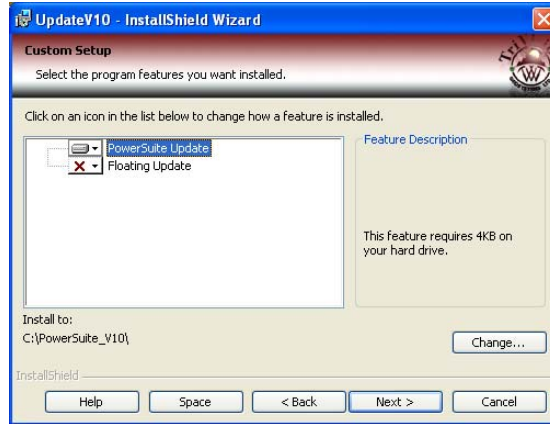 UpdateV10 - InstallShield Wizard
Custom Setup
Select the program features you want installed.
Click on an icon in the list below to change how a feature is installed.
PowerSuite Update
Floating Update
Feature Description
This feature requires 4KB on
your hard drive.
Install to:
C:\PowerSuite_V10\
Change...
InstallShield
Help
Space
< Back
Next >
Cancel